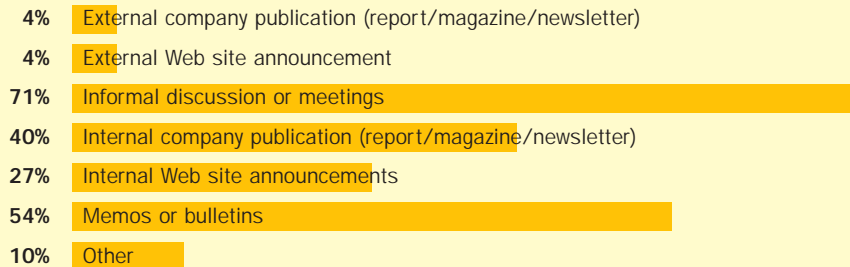 4% External company publication (report/magazine/newsletter)
4% External Web site announcement
71% Informal discussion or meetings
40% Internal company publication (report/magazine/newsletter)
27% Internal Web site announcements
54% Memos or bulletins
10% Other